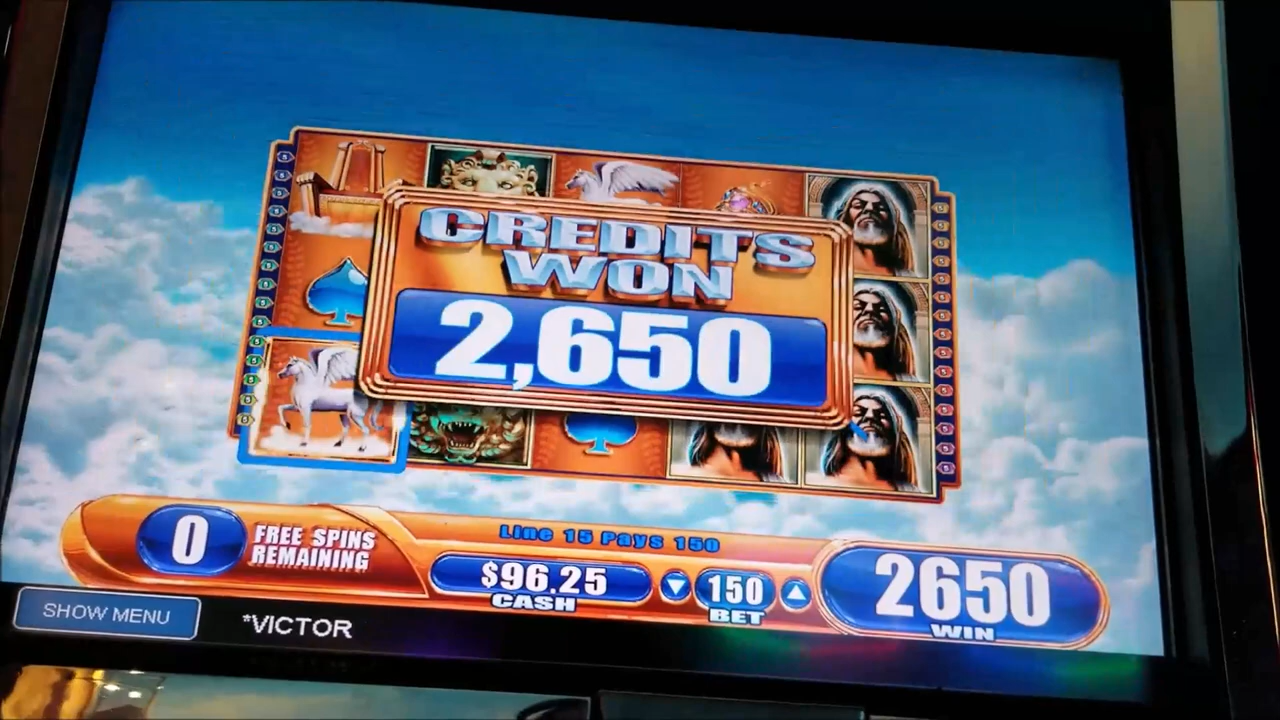 CREDITS
WON
2,650
Line 15 Pays 150
0
FREE SPINS
REMAINING
$96.25
CASH
150
BET
2650
WIN
SHOW MENU
*VICTOR